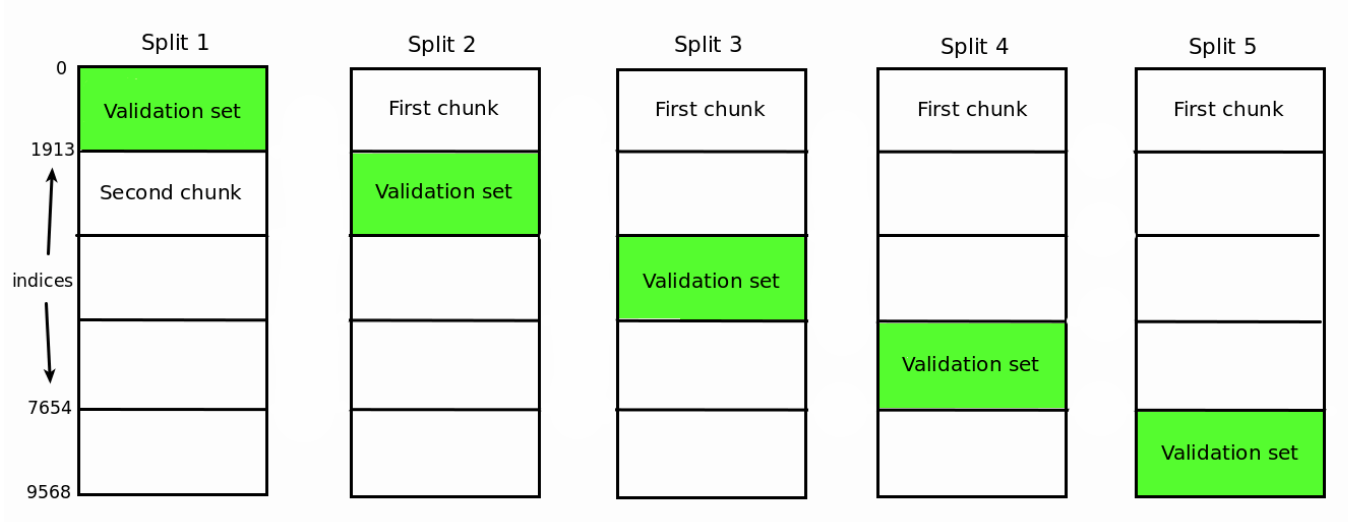 Split 1
Split 2
Split 3
Split 4
Split 5
0
Validation set
First chunk
First chunk
First chunk
First chunk
1913
Second chunk
Validation set
indices
Validation set
Validation set
7654
Validation set
9568